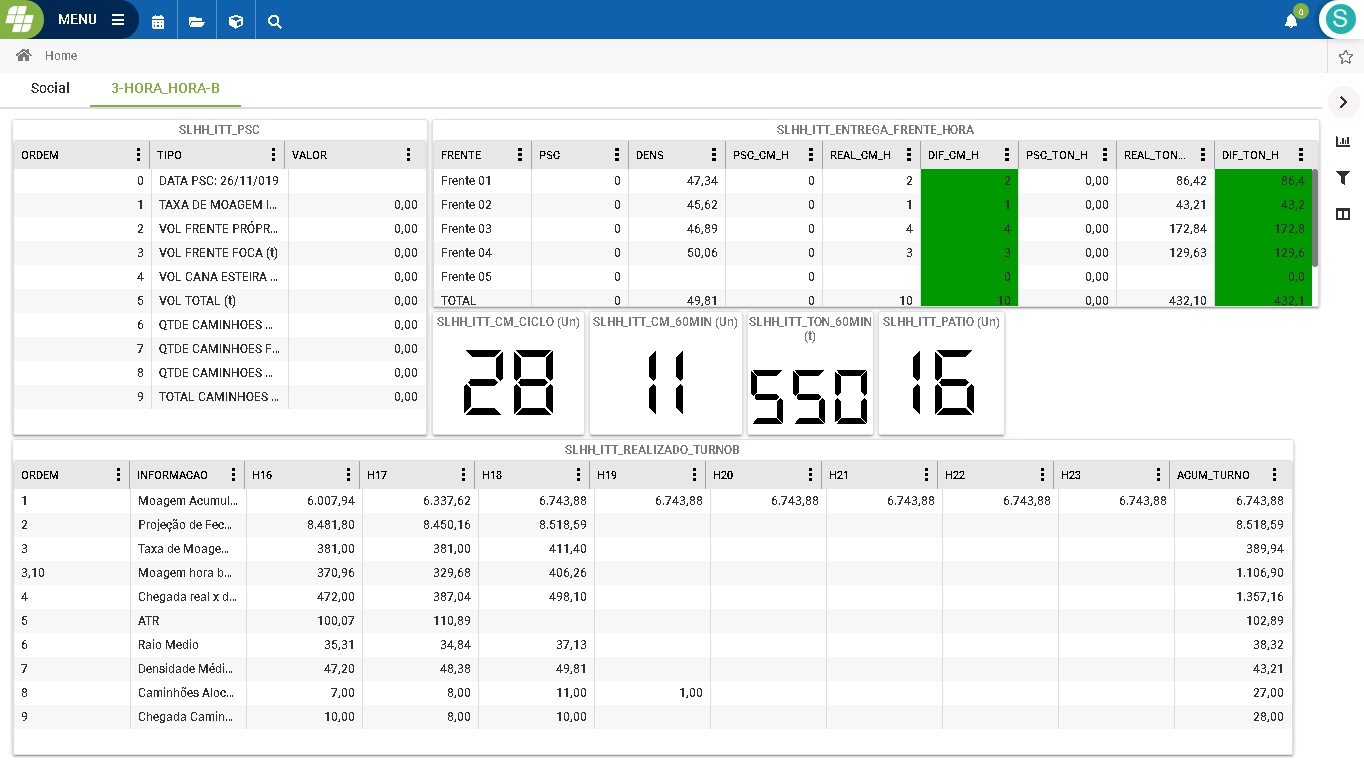 MENU
0
S
Home
Social 3-HORA_HORA-B
SLHH_ITT_PSC
ORDEM TIPO VALOR
0 DATA PSC: 26/11/019
1 TAXA DE MOAGEM I... 0,00
2 VOL FRENTE PRÓPR... 0,00
3 VOL FRENTE FOCA (t) 0,00
4 VOL CANA ESTEIRA ... 0,00
5 VOL TOTAL (t) 0,00
6 QTDE CAMINHOES ... 0,00
7 QTDE CAMINHOES F... 0,00
8 QTDE CAMINHOES ... 0,00
9 TOTAL CAMINHOES ... 0,00
SLHH_ITT_ENTREGA_FRENTE_HORA
FRENTE PSC DENS PSC_CM_H REAL_CM_H DIF_CM_H PSC_TON_H REAL_TON... DIF_TON_H
Frente 01 0 47,34 0 2 2 0,00 86,42 86,4
Frente 02 0 45,62 0 1 1 0,00 43,21 43,2
Frente 03 0 46,89 0 4 4 0,00 172,84 172,8
Frente 04 0 50,06 0 3 3 0,00 129,63 129,6
Frente 05 0 0 0 0,00 0,0
TOTAL 0 49,81 0 10 10 0,00 432,10 432,1
SLHH_ITT_CM_CICLO (Un)
28
SLHH_ITT_CM_60MIN (Un)
11
SLHH_ITT_TON_60MIN
(t)
550
SLHH_ITT_PATIO (Un)
16
SLHH_ITT_REALIZADO_TURNOB
ORDEM INFORMACAO H16 H17 H18 H19 H20 H21 H22 H23 AGUM_TURNO
1 Moagem Acumul... 6.007,94 6.337,62 6.743,88 6.743,88 6.743,88 6.743,88 6.743,88 6.743,88 6.743,88
2 Projeção de Fec... 8.481,80 8.450,16 8.518,59 8.518,59
3 Taxa de Moage... 381,00 381,00 411,40 389,94
3,10 Moagem hora b... 370,96 329,68 406,26 1.106,90
4 Chegada real x d... 472,00 387,04 498,10 1.357,16
5 ATR 100,07 110,89 102,89
6 Raio Medio 35,31 34,84 37,13 38,32
7 Densidade Médi... 47,20 48,38 49,81 43,21
8 Caminhões Aloc... 7,00 8,00 11,00 1,00 27,00
9 Chegada Camin... 10,00 8,00 10,00 28,00